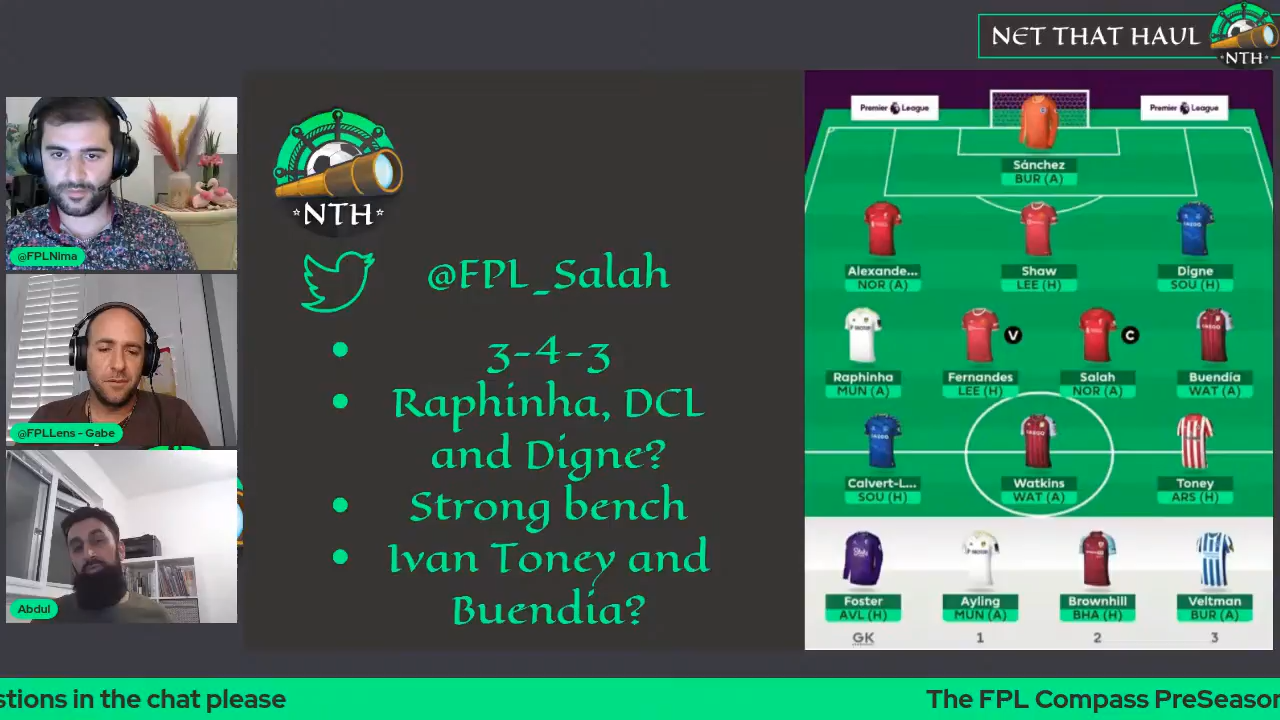 NET THAT HAUL
NTH
@FPLNima
@FPLLens - Gabe
Abdul
NTH
@FPL_Salah
3-4-3
Raphinha, DCL
and Digne?
Strong bench
Ivan Toney and
Buendia?
Premier League
Premier League
Sánchez
BUR (A)
Alexande... Shaw Digne
NOR (A) LEE (H) SOU (H)
V C
Raphinha Fernandes Salah Buendía
MUN (A) LEE (H) NOR (A) WAT (A)
Calvert-L... Watkins Toney
SOU (H) WAT (A) ARS (H)
Foster Ayling Brownhill Veltman
AVL (H) MUN (A) BHA (H) BUR (A)
GK 1 2 3
stions in the chat please The FPL Compass PreSeason